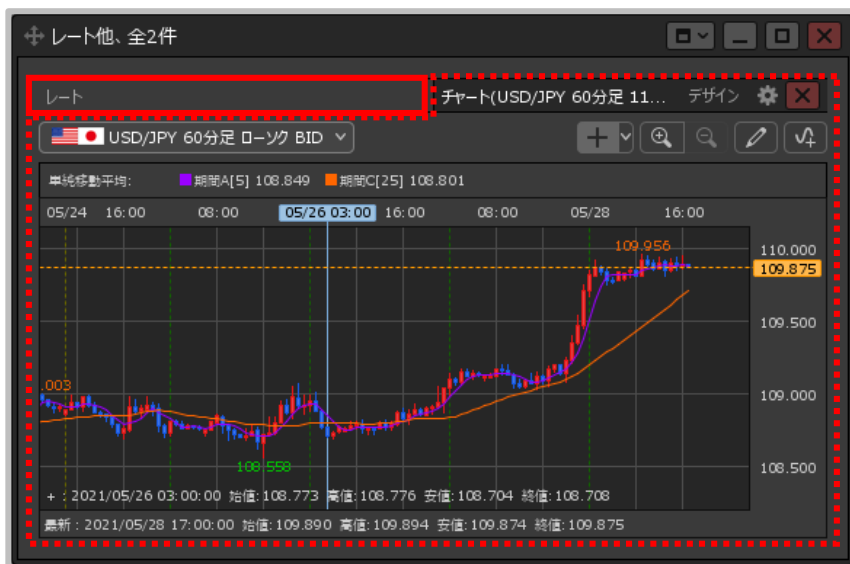 レート他、全2件
レート
チャート(USD/JPY 60分足 11... デザイン
USD/JPY 60分足 ローソク BID
単純移動平均: 期間A[5] 108.849 期間C[25] 108.801
05/24 16:00 08:00 05/26 03:00 16:00 08:00 05/28 16:00
109.956
110.000
109.875
109.500
.003
109.000
108.558
108.500
+ : 2021/05/26 03:00:00 始値:108.773 高値:108.776 安値:108.704 終値:108.708
最新 : 2021/05/28 17:00:00 始値:109.890 高値:109.894 安値:109.874 終値:109.875